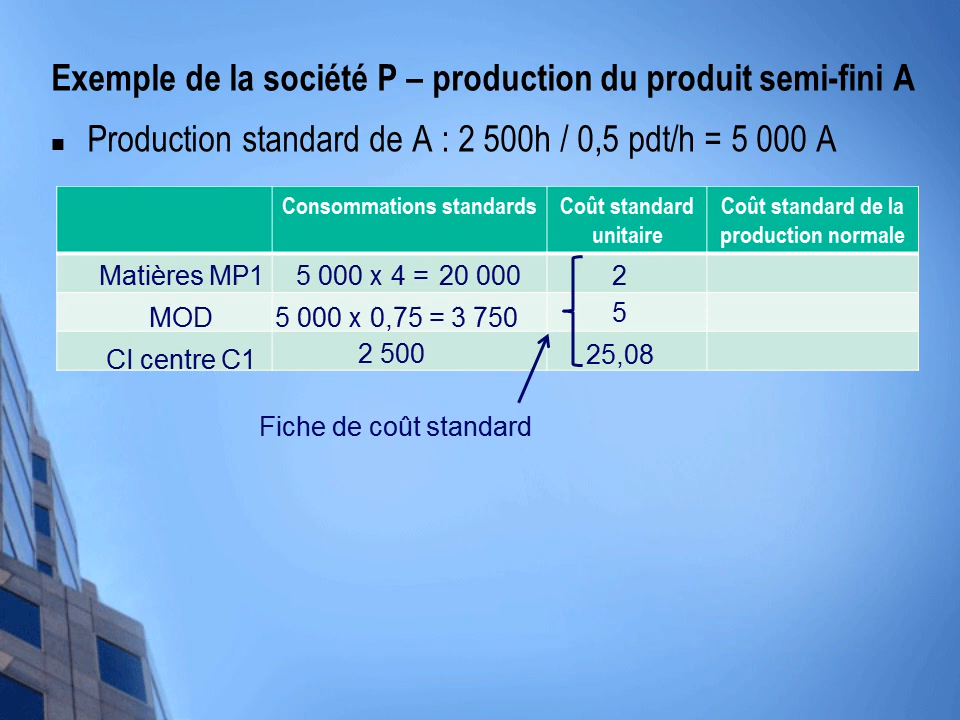 Exemple de la société P – production du produit semi-fini A
Production standard de A : 2 500h / 0,5 pdt/h = 5 000 A
Consommations standards
Coût standard
unitaire
Coût standard de la
production normale
Matières MP1 5 000 x 4 = 20 000 2
MOD 5 000 x 0,75 = 3 750 5
CI centre C1 2 500 25,08
Fiche de coût standard